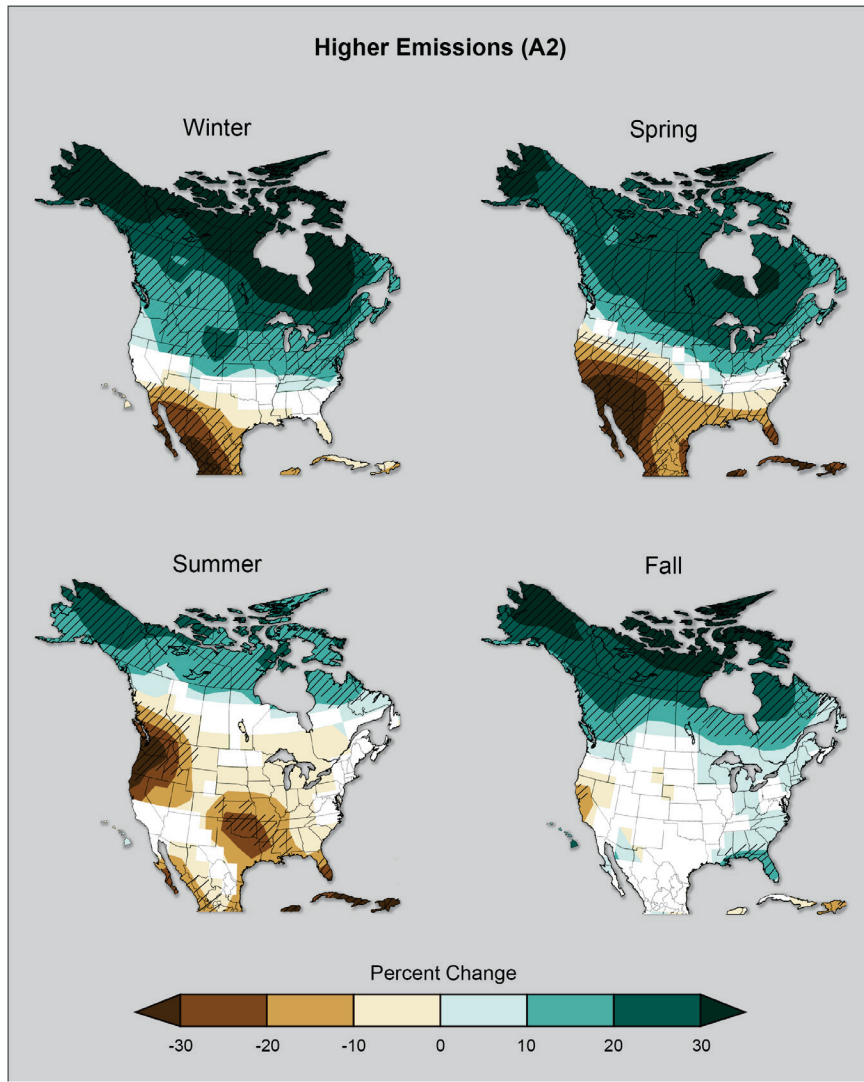 Higher Emissions (A2)
Winter
Spring
Summer
Fall
Percent Change
-30 -20 -10 0 10 20 30